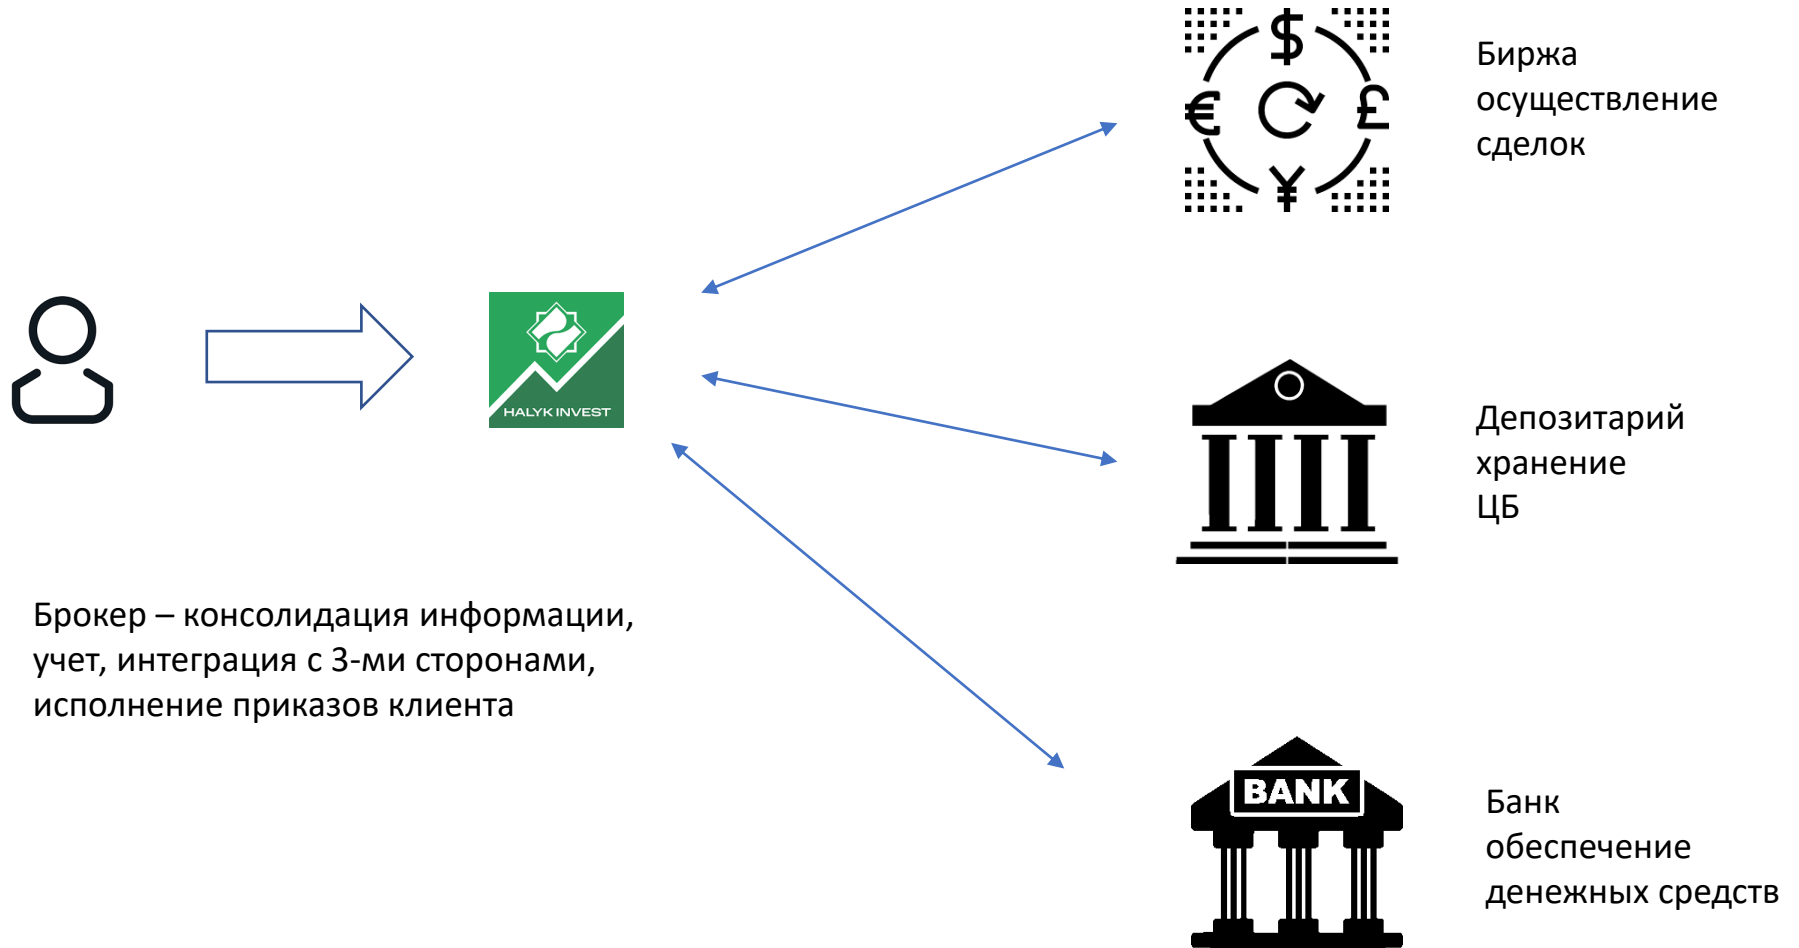 Биржа
осуществление
сделок
HALYK INVEST
Депозитарий
хранение
ЦБ
Брокер – консолидация информации,
учет, интеграция с 3-ми сторонами,
исполнение приказов клиента
BANK
Банк
обеспечение
денежных средств